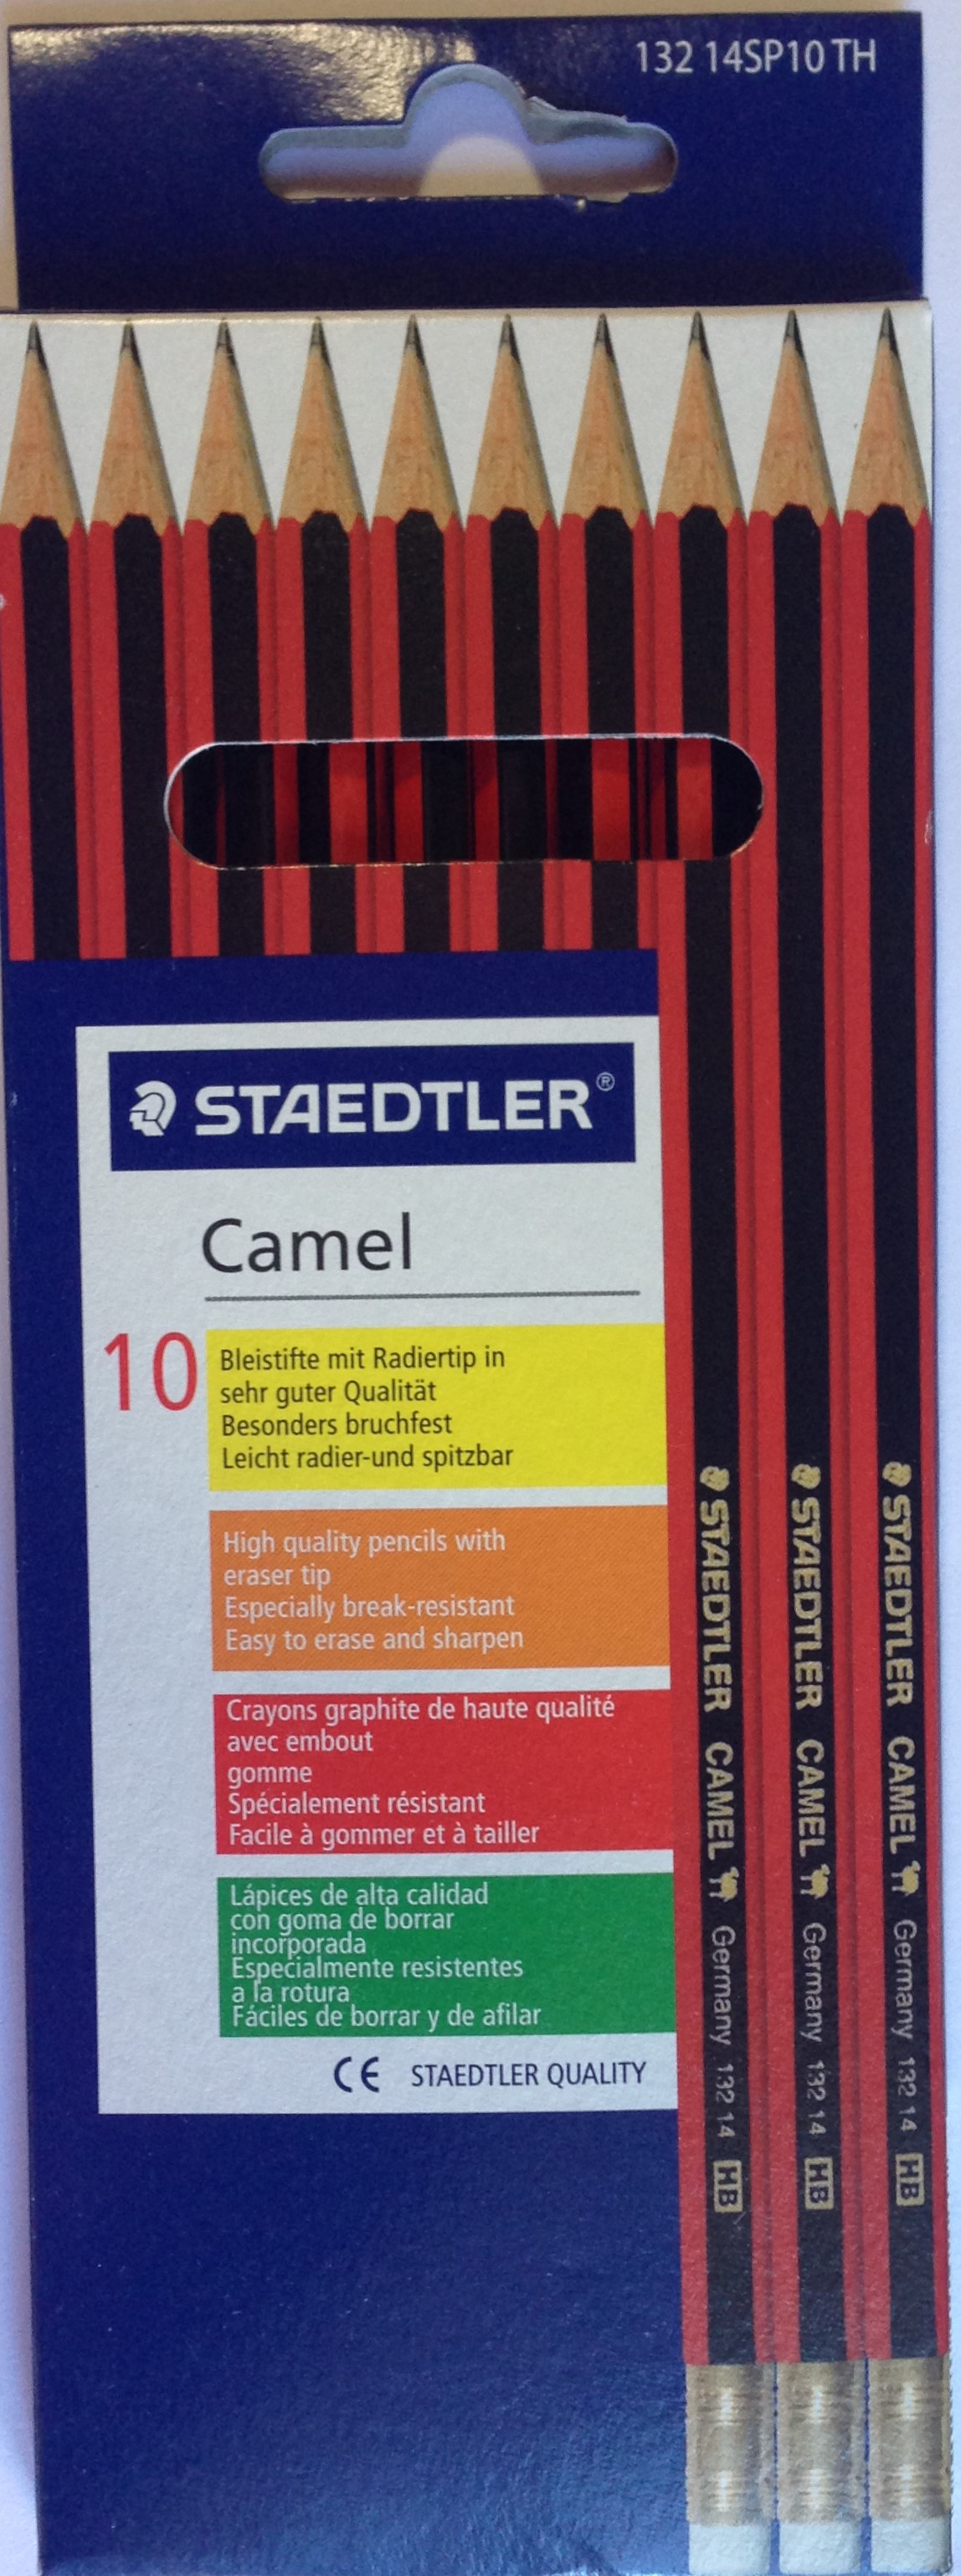 132 14SP10 TH
STAEDTLER®
Camel
10
Bleistifte mit Radiertip in
sehr guter Qualität
Besonders bruchfest
Leicht radier-und spitzbar
High quality pencils with
eraser tip
Especially break-resistant
Easy to erase and sharpen
Crayons graphite de haute qualité
avec embout
gomme
Spécialement résistant
Facile à gommer et à tailler
Lápices de alta calidad
con goma de borrar
incorporada
Especialmente resistentes
a la rotura
Fáciles de borrar y de afilar
CE STAEDTLER QUALITY
STAEDTLER CAMEL Germany 132 14 HB
STAEDTLER CAMEL Germany 132 14 HB
STAEDTLER CAMEL Germany 132 14 HB